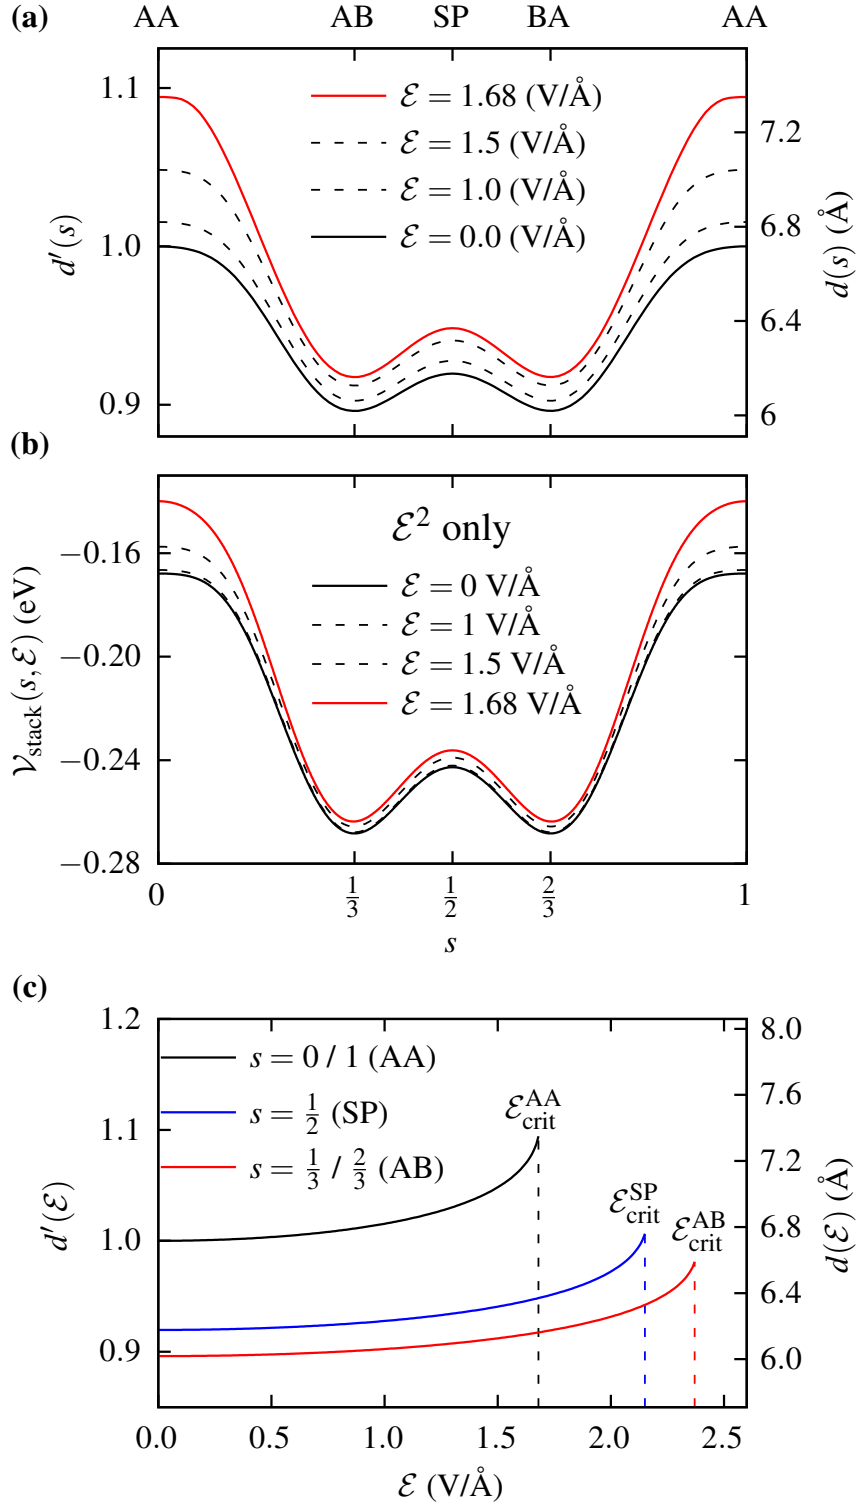 (a)
AA AB SP BA AA
1.1
1.0
0.9
d′(s)
ℰ = 1.68 (V/Å)
ℰ = 1.5 (V/Å)
ℰ = 1.0 (V/Å)
ℰ = 0.0 (V/Å)
7.2
6.8
6.4
6
d(s) (Å)
(b)
−0.16
−0.20
−0.24
−0.28
𝒱stack(s,ℰ) (eV)
ℰ² only
ℰ = 0 V/Å
ℰ = 1 V/Å
ℰ = 1.5 V/Å
ℰ = 1.68 V/Å
0 1/3 1/2 2/3 1
s
(c)
1.2
1.1
1.0
0.9
d′(ℰ)
s = 0 / 1 (AA)
s = 1/2 (SP)
s = 1/3 / 2/3 (AB)
ℰ^AA_crit
ℰ^SP_crit
ℰ^AB_crit
8.0
7.6
7.2
6.8
6.4
6.0
d(ℰ) (Å)
0.0 0.5 1.0 1.5 2.0 2.5
ℰ (V/Å)